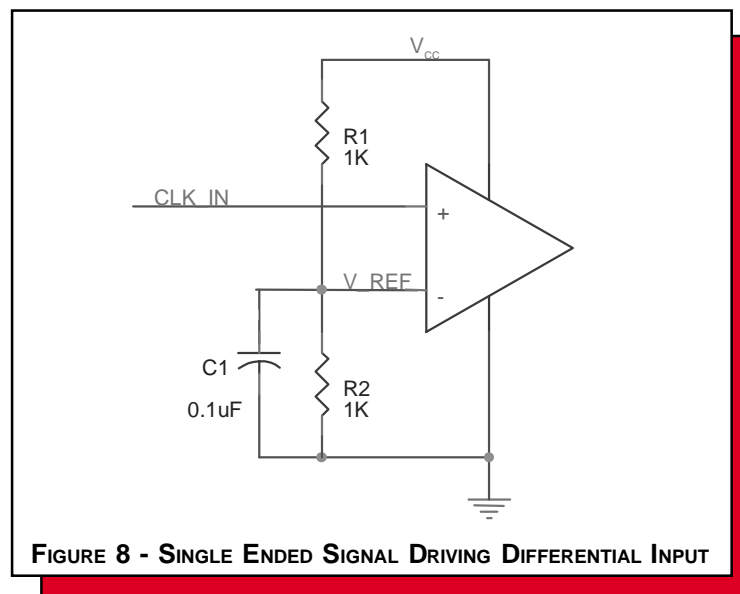 Vcc
R1
1K
CLK_IN
+
V_REF
-
C1
0.1uF
R2
1K
FIGURE 8 - SINGLE ENDED SIGNAL DRIVING DIFFERENTIAL INPUT